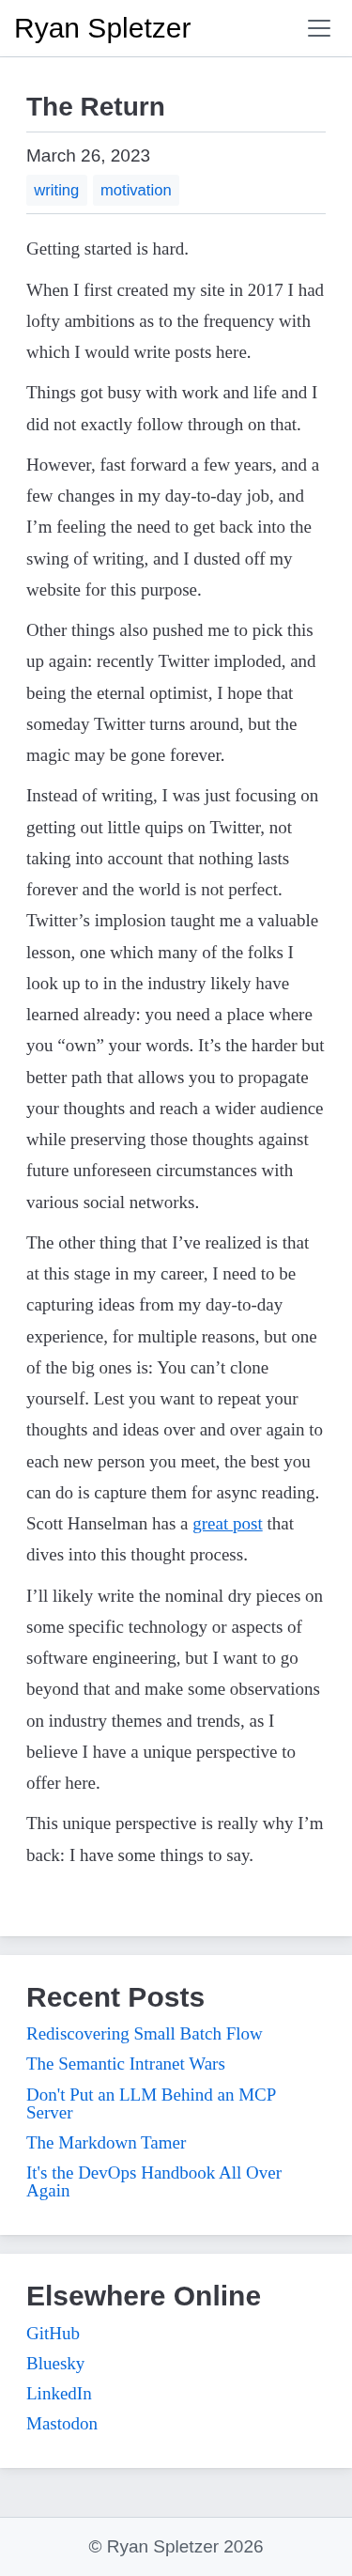 Ryan Spletzer
The Return
March 26, 2023
writing motivation
Getting started is hard.
When I first created my site in 2017 I had
lofty ambitions as to the frequency with
which I would write posts here.
Things got busy with work and life and I
did not exactly follow through on that.
However, fast forward a few years, and a
few changes in my day-to-day job, and
I’m feeling the need to get back into the
swing of writing, and I dusted off my
website for this purpose.
Other things also pushed me to pick this
up again: recently Twitter imploded, and
being the eternal optimist, I hope that
someday Twitter turns around, but the
magic may be gone forever.
Instead of writing, I was just focusing on
getting out little quips on Twitter, not
taking into account that nothing lasts
forever and the world is not perfect.
Twitter’s implosion taught me a valuable
lesson, one which many of the folks I
look up to in the industry likely have
learned already: you need a place where
you “own” your words. It’s the harder but
better path that allows you to propagate
your thoughts and reach a wider audience
while preserving those thoughts against
future unforeseen circumstances with
various social networks.
The other thing that I’ve realized is that
at this stage in my career, I need to be
capturing ideas from my day-to-day
experience, for multiple reasons, but one
of the big ones is: You can’t clone
yourself. Lest you want to repeat your
thoughts and ideas over and over again to
each new person you meet, the best you
can do is capture them for async reading.
Scott Hanselman has a great post that
dives into this thought process.
I’ll likely write the nominal dry pieces on
some specific technology or aspects of
software engineering, but I want to go
beyond that and make some observations
on industry themes and trends, as I
believe I have a unique perspective to
offer here.
This unique perspective is really why I’m
back: I have some things to say.
Recent Posts
Rediscovering Small Batch Flow
The Semantic Intranet Wars
Don't Put an LLM Behind an MCP
Server
The Markdown Tamer
It's the DevOps Handbook All Over
Again
Elsewhere Online
GitHub
Bluesky
LinkedIn
Mastodon
© Ryan Spletzer 2026